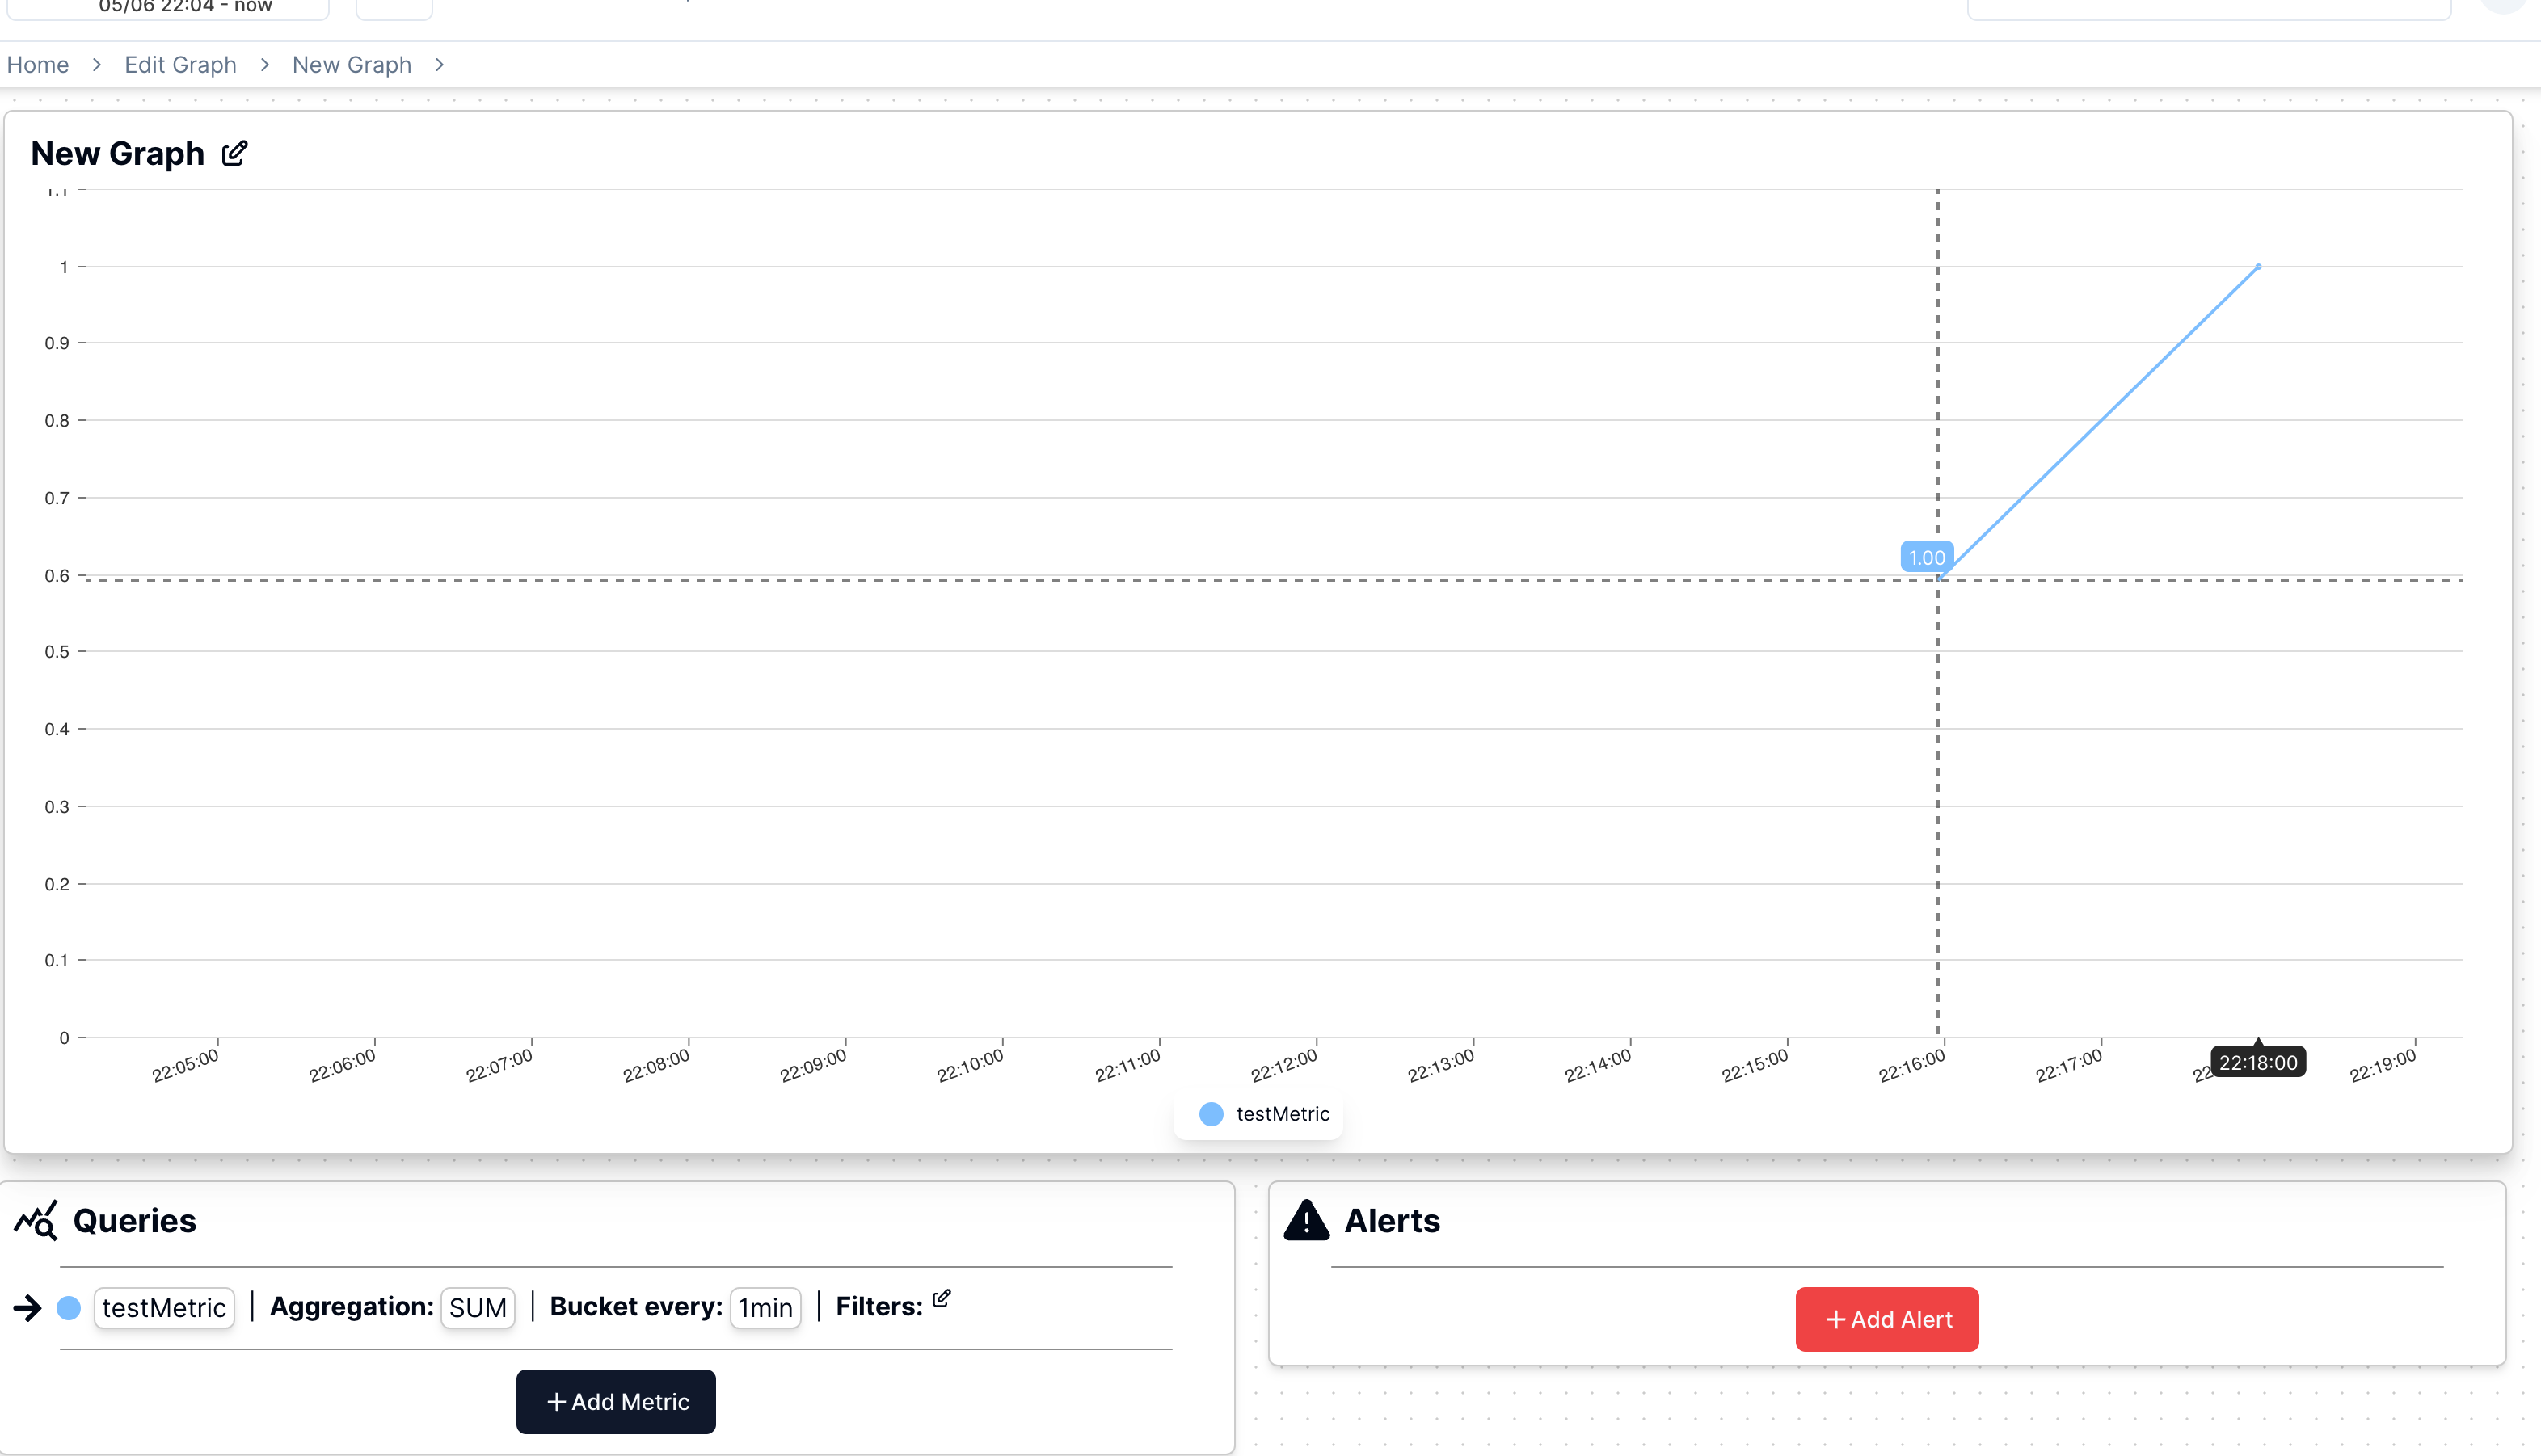 05/06 22:04 - now
Home > Edit Graph > New Graph >
New Graph
1.1
1
0.9
0.8
0.7
1.00
0.6
0.5
0.4
0.3
0.2
0.1
0
22:05:00 22:06:00 22:07:00 22:08:00 22:09:00 22:10:00 22:11:00 22:12:00 22:13:00 22:14:00 22:15:00 22:16:00 22:17:00 22:18:00 22:19:00
testMetric
Queries
testMetric | Aggregation: SUM | Bucket every: 1min | Filters:
+ Add Metric
Alerts
+ Add Alert